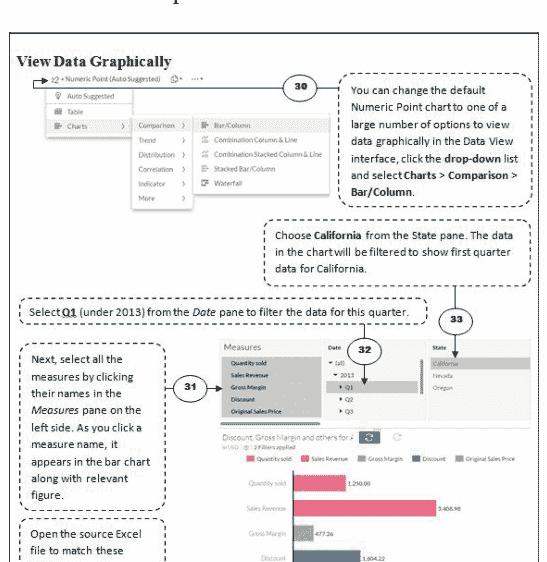 View Data Graphically
• Numeric Point (Auto Suggested)
Auto Suggested
Table
Charts
Comparison
Trend
Distribution
Correlation
Indicator
More
Bar/Column
Combination Column & Line
Combination Stacked Column & Line
Stacked Bar/Column
Waterfall
30
You can change the default
Numeric Point chart to one of a
large number of options to view
data graphically in the Data View
interface, click the drop-down list
and select Charts > Comparison >
Bar/Column.
Choose California from the State pane. The data
in the chart will be filtered to show first quarter
data for California.
Select Q1 (under 2013) from the Date pane to filter the data for this quarter.
33
32
31
Next, select all the
measures by clicking
their names in the
Measures pane on the
left side. As you click a
measure name, it
appears in the bar chart
along with relevant
figure.
Measures
Quantity sold
Sales Revenue
Gross Margin
Discount
Original Sales Price
Date
(all)
2013
Q1
Q2
Q3
State
California
Nevada
Oregon
Discount, Gross Margin and others for
in USD
2 Filters applied
Quantity sold Sales Revenue Gross Margin Discount Original Sales Price
Quantity sold 1,290.00
Sales Revenue 3,408.98
Gross Margin 477.26
Discount 1,604.22
Open the source Excel
file to match these